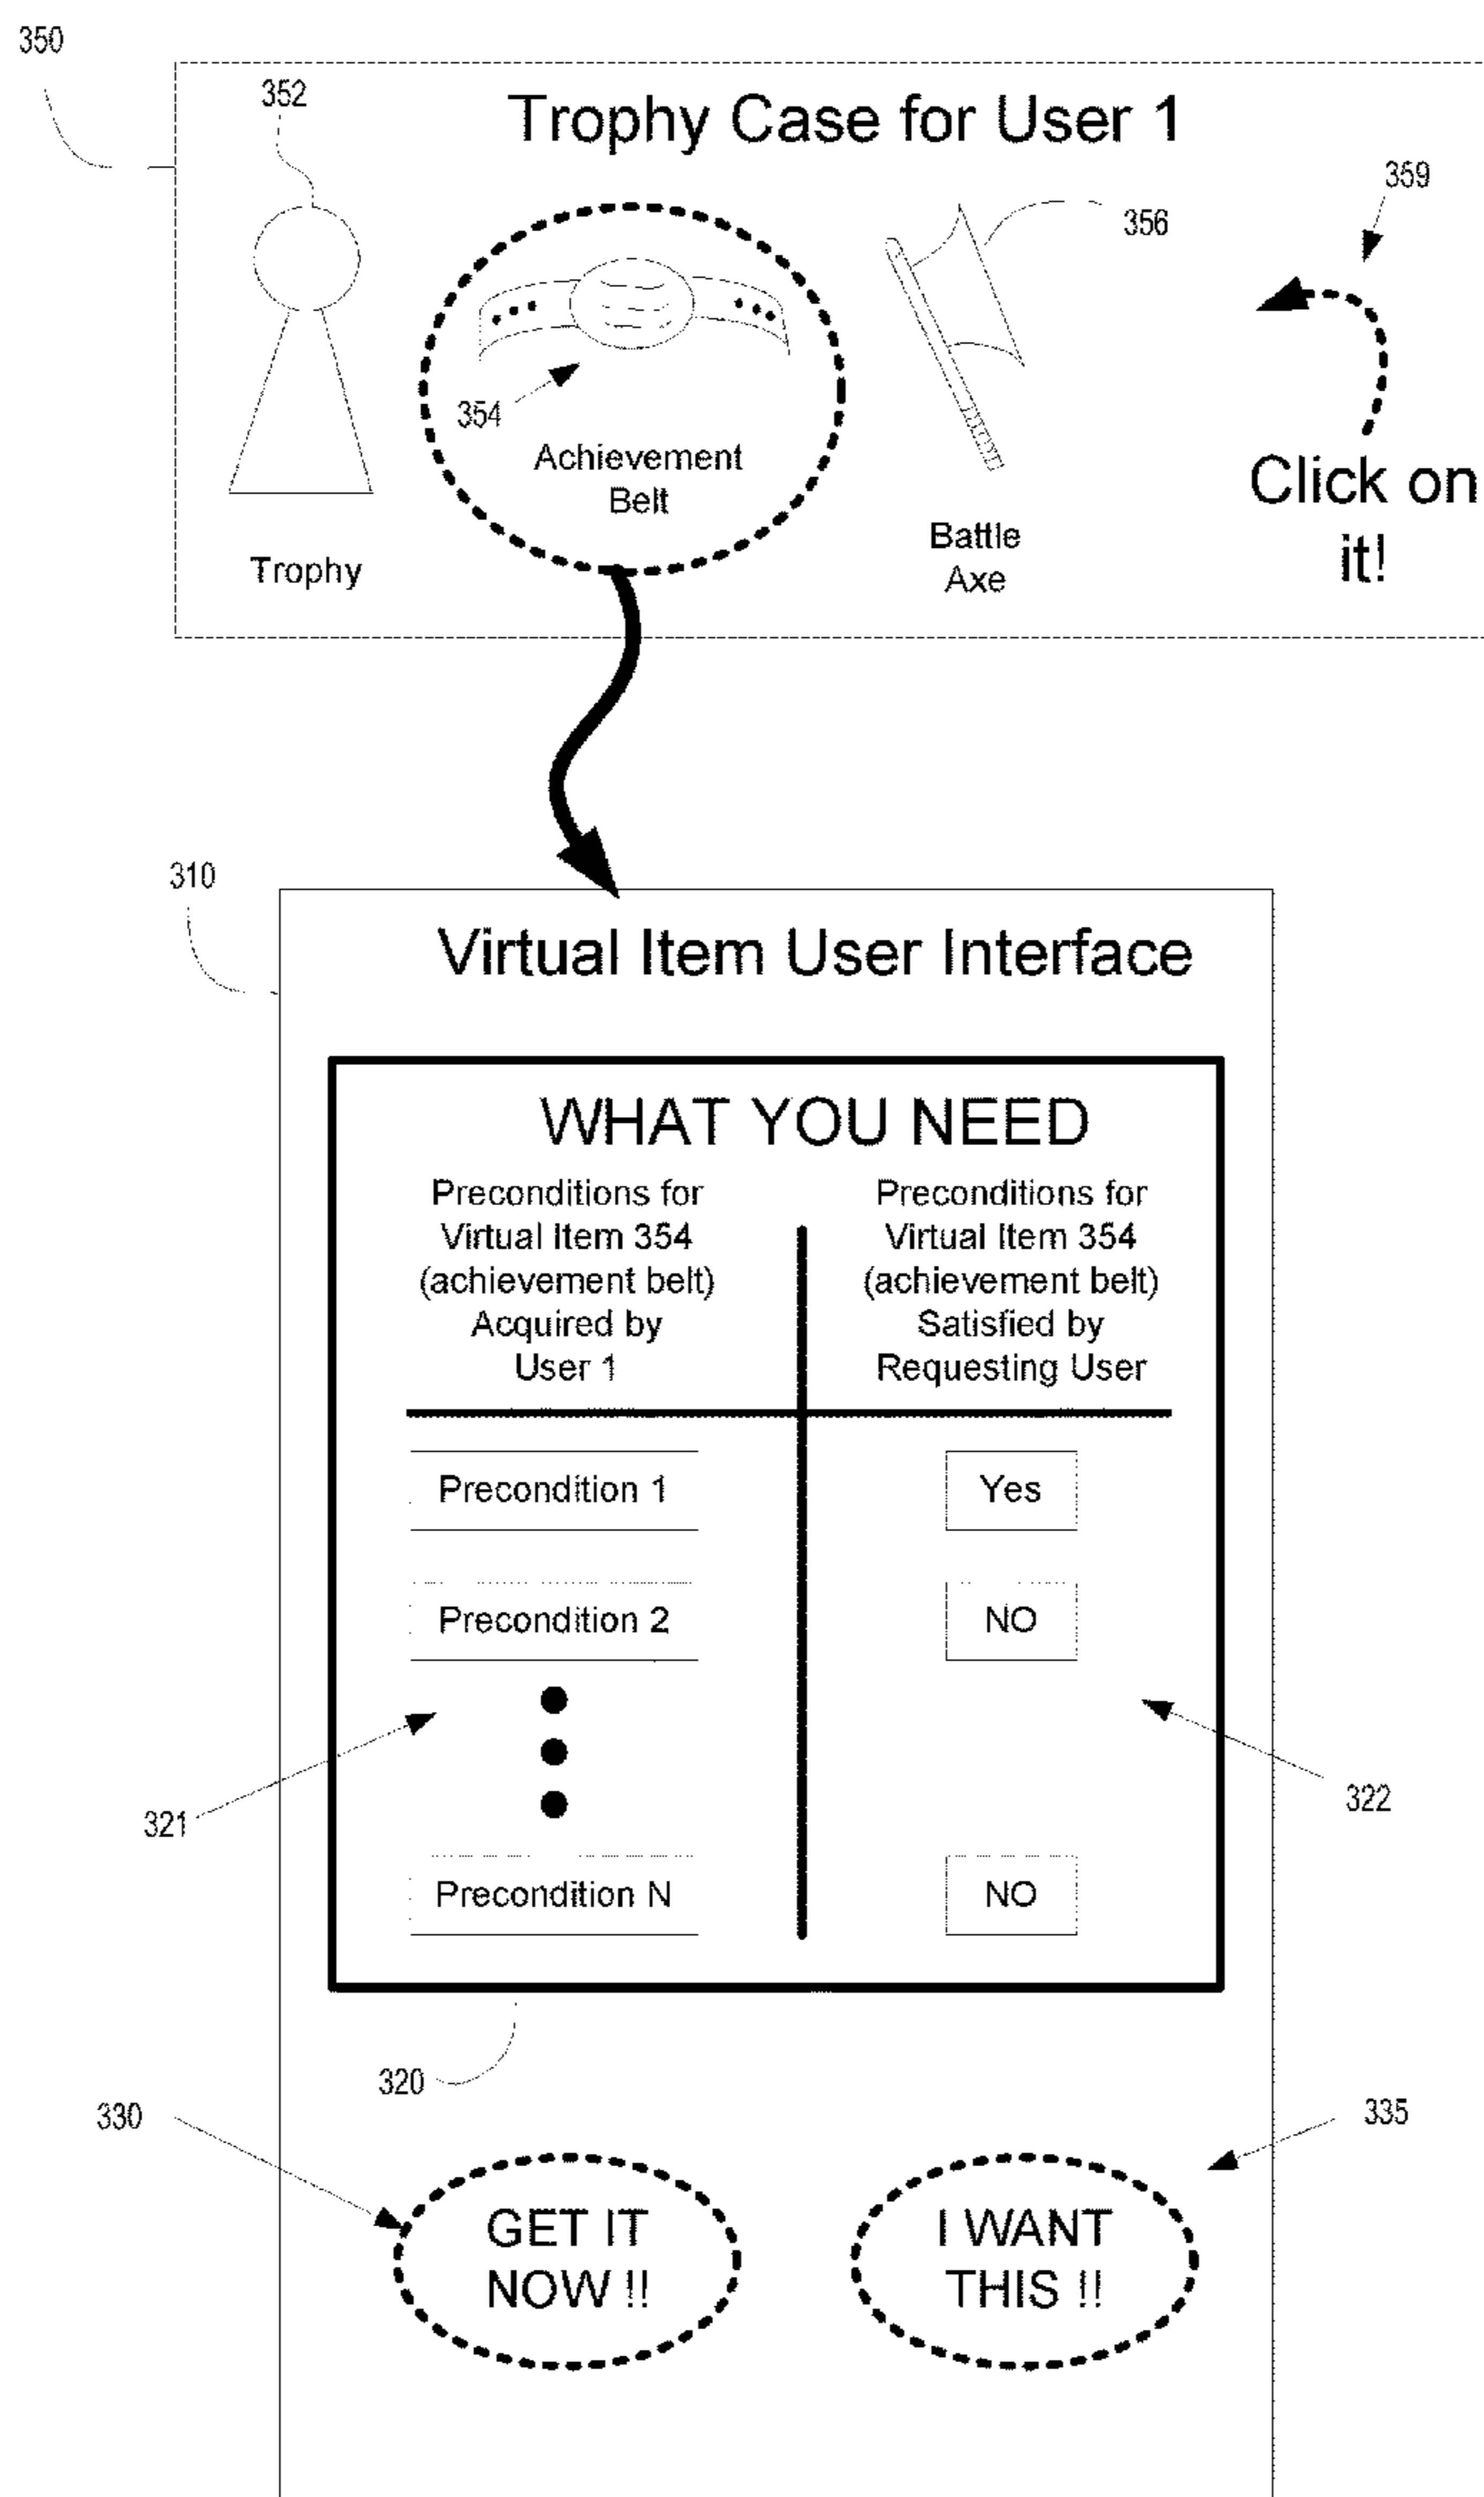 350
352
Trophy Case for User 1
359
356
354
Achievement
Belt
Click on
it!
Trophy
Battle
Axe
310
Virtual Item User Interface
WHAT YOU NEED
Preconditions for
Virtual Item 354
(achievement belt)
Acquired by
User 1
Preconditions for
Virtual Item 354
(achievement belt)
Satisfied by
Requesting User
Precondition 1
Yes
Precondition 2
NO
321
322
Precondition N
NO
320
330
335
GET IT
NOW !!
I WANT
THIS !!